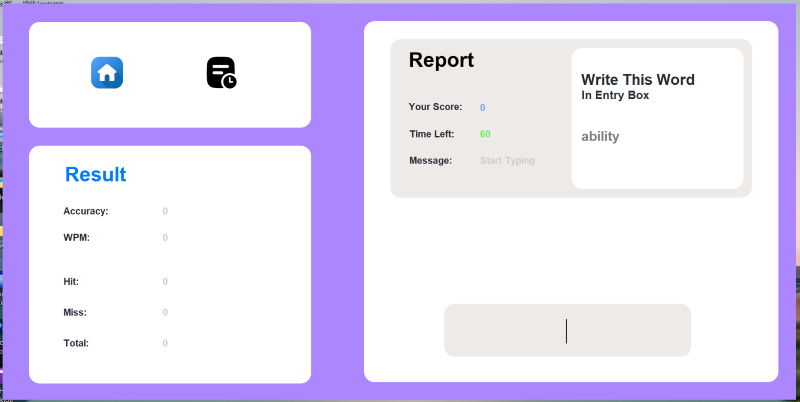 Result
Accuracy: 0
WPM: 0
Hit: 0
Miss: 0
Total: 0
Report
Your Score: 0
Time Left: 60
Message: Start Typing
Write This Word
In Entry Box
ability